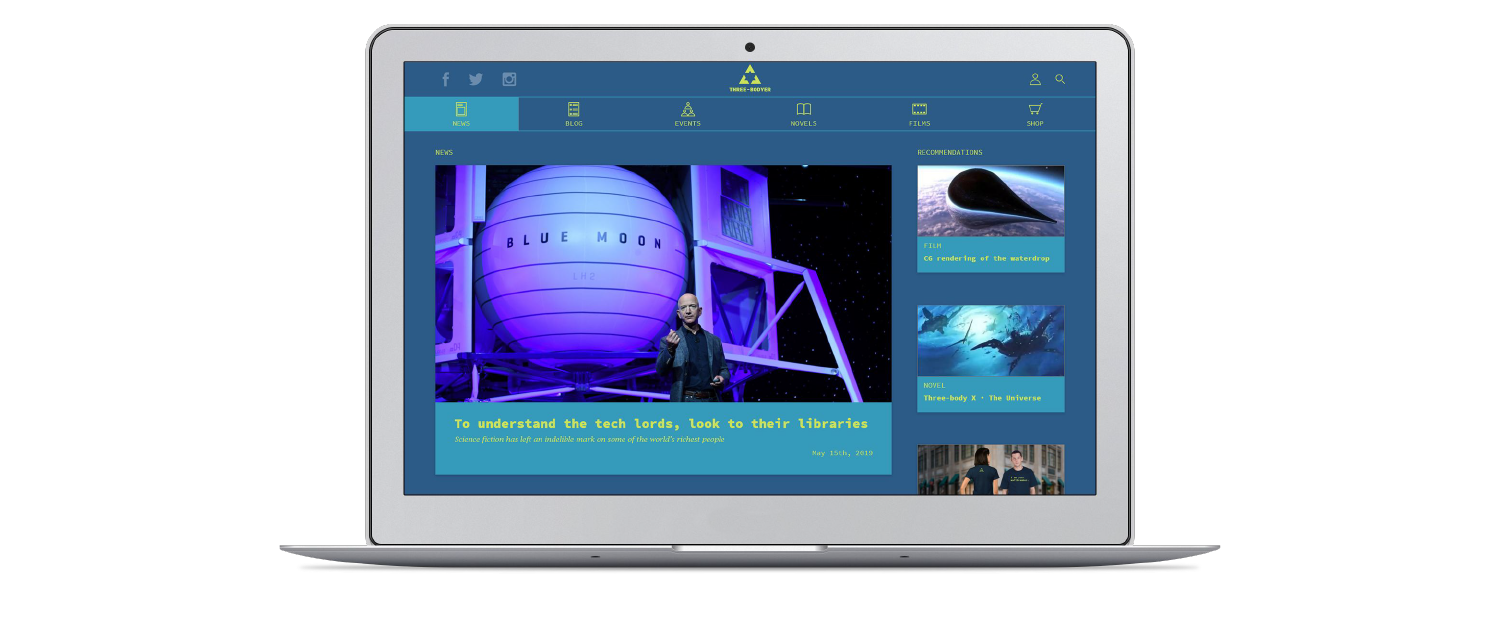 THREE-BODYER
NEWS
BLOG
EVENTS
NOVELS
FILMS
SHOP
NEWS
RECOMMENDATIONS
BLUE MOON
LH2
FILM
CG rendering of the waterdrop
NOVEL
Three-body X · The Universe
To understand the tech lords, look to their libraries
Science fiction has left an indelible mark on some of the world's richest people
May 15th, 2019